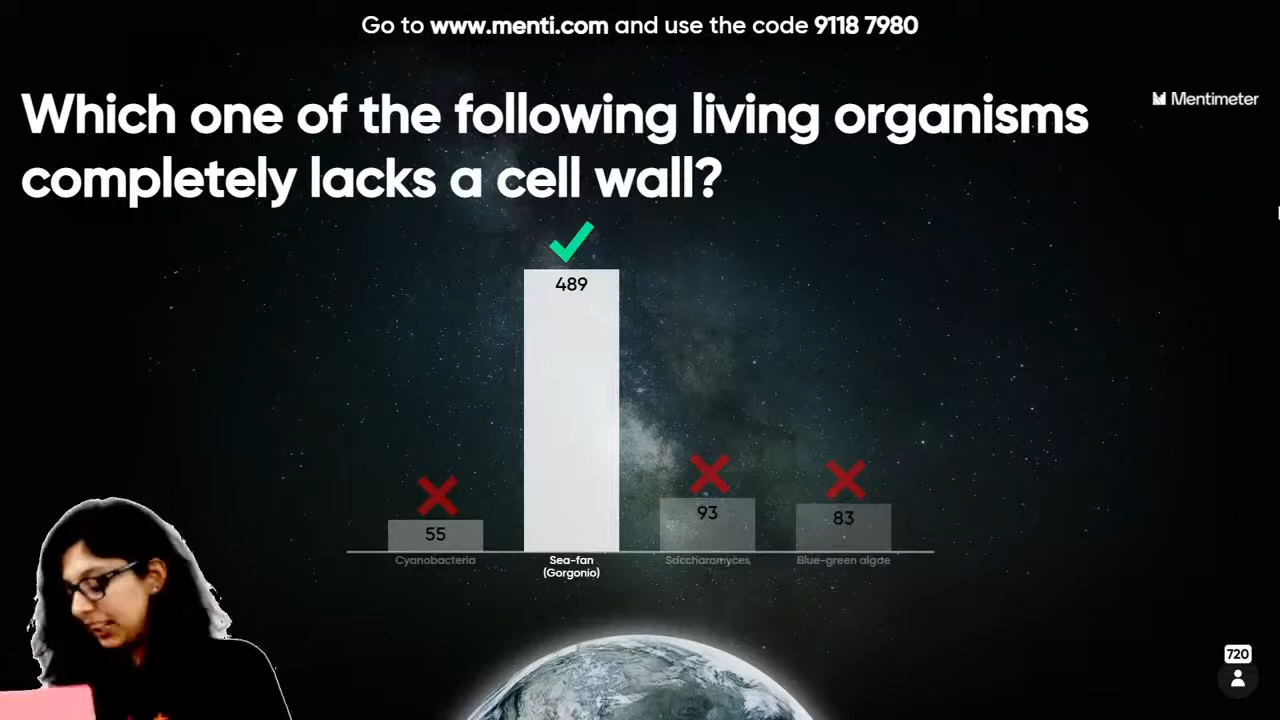 Go to www.menti.com and use the code 9118 7980
Mentimeter
Which one of the following living organisms
completely lacks a cell wall?
489
55
93
83
Cyanobacteria
Sea-fan
(Gorgonio)
Saccharomyces
Blue-green algae
720